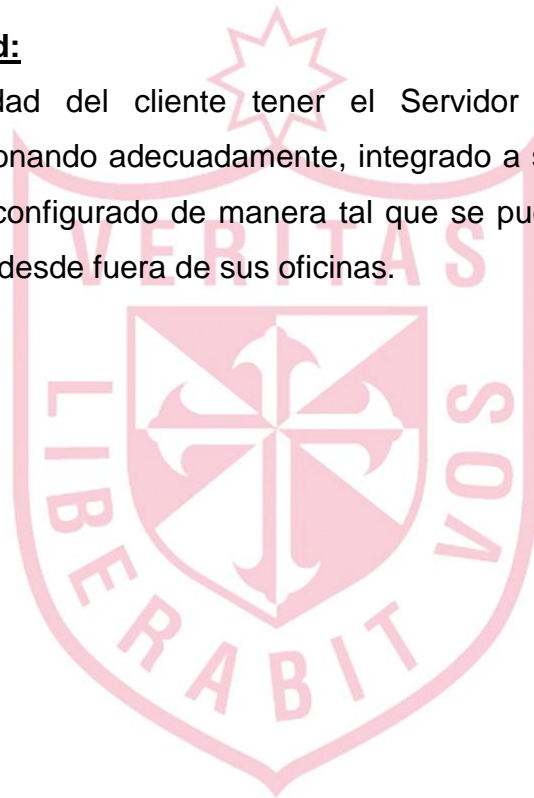 d:
dad del cliente tener el Servidor
onando adecuadamente, integrado a s
configurado de manera tal que se pu
desde fuera de sus oficinas.
VERITAS
LIBERABIT VOS